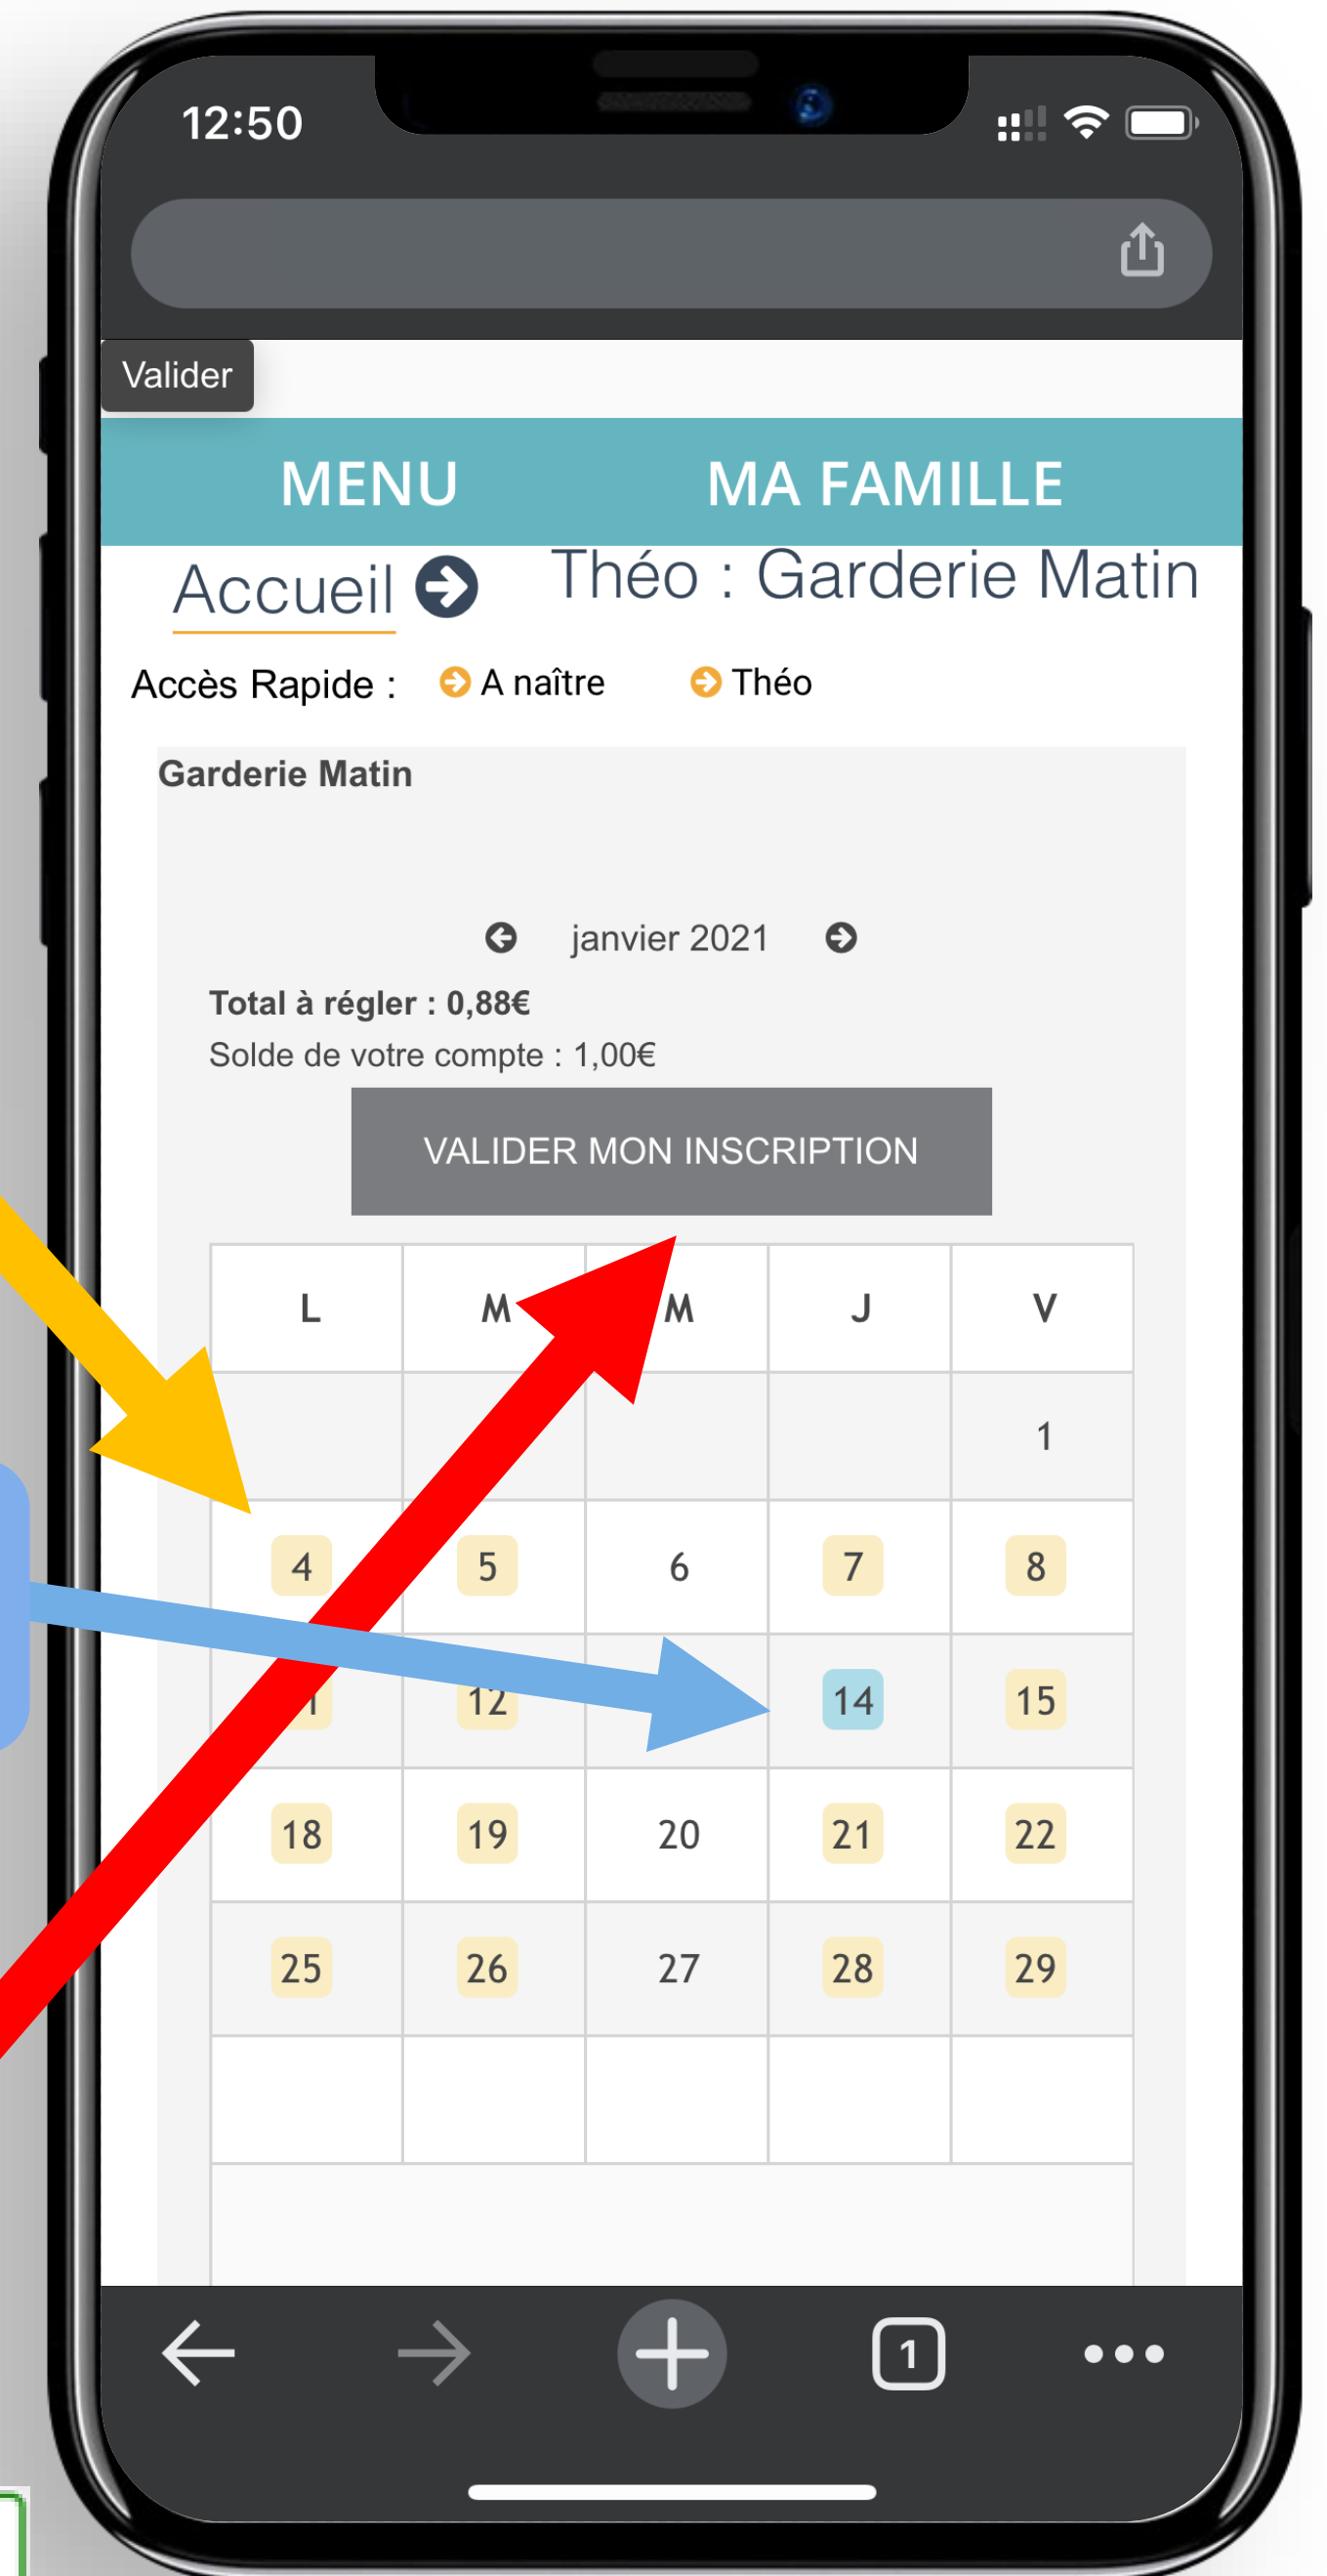 12:50
Valider
MENU MA FAMILLE
Accueil Théo : Garderie Matin
Accès Rapide : A naître Théo
Garderie Matin
janvier 2021
Total à régler : 0,88€
Solde de votre compte : 1,00€
VALIDER MON INSCRIPTION
L M M J V
1
4 5 6 7 8
12 14 15
18 19 20 21 22
25 26 27 28 29
1